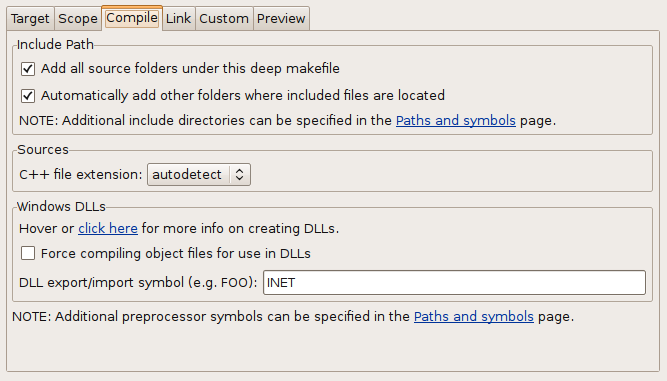 Target Scope Compile Link Custom Preview
Include Path
Add all source folders under this deep makefile
Automatically add other folders where included files are located
NOTE: Additional include directories can be specified in the Paths and symbols page.
Sources
C++ file extension: autodetect
Windows DLLs
Hover or click here for more info on creating DLLs.
Force compiling object files for use in DLLs
DLL export/import symbol (e.g. FOO): INET
NOTE: Additional preprocessor symbols can be specified in the Paths and symbols page.